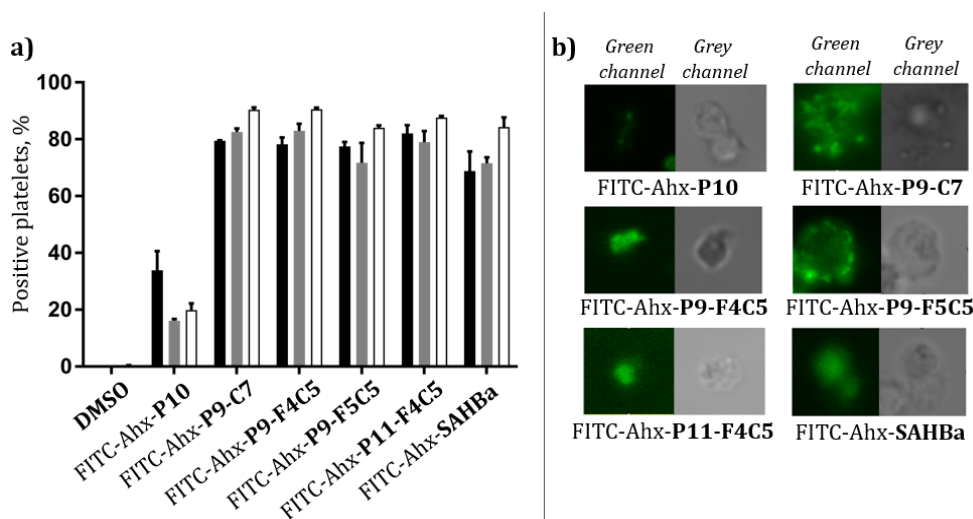 a)
Positive platelets, %
100
80
60
40
20
0
DMSO
FITC-Ahx-P10
FITC-Ahx-P9-C7
FITC-Ahx-P9-F4C5
FITC-Ahx-P9-F5C5
FITC-Ahx-P11-F4C5
FITC-Ahx-SAHBa
b)
Green channel
Grey channel
Green channel
Grey channel
FITC-Ahx-P10
FITC-Ahx-P9-C7
FITC-Ahx-P9-F4C5
FITC-Ahx-P9-F5C5
FITC-Ahx-P11-F4C5
FITC-Ahx-SAHBa